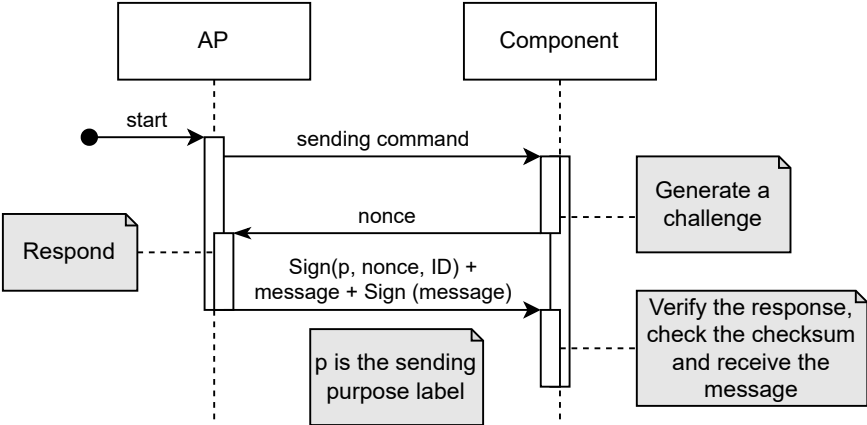 AP
Component
start
sending command
Generate a
challenge
nonce
Respond
Sign(p, nonce, ID) +
message + Sign (message)
Verify the response,
check the checksum
and receive the
message
p is the sending
purpose label